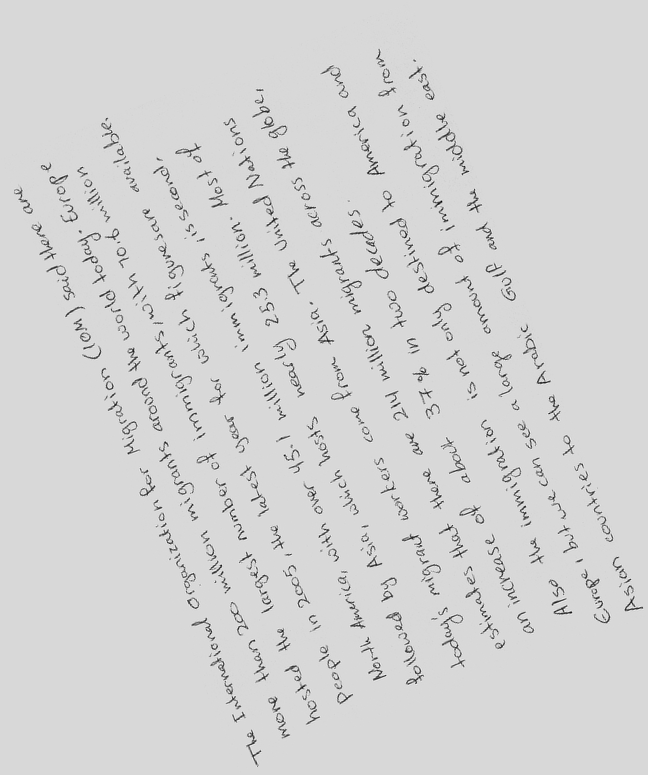 The International Organization for Migration (IOM) said there are
more than 200 million migrants around the world today. Europe
hosted the largest number of immigrants, with 70.6 million
People in 2005, the latest year for which figures are available.
North America, with over 45.1 million immigrants, is second,
followed by Asia, which hosts nearly 25.3 million. Most of
today's migrant workers come from Asia. The United Nations
estimates that there are 214 million migrants across the globe,
an increase of about 37% in two decades.
Also the immigration is not only destined to America and
Europe, but we can see a large amount of immigration from
Asian countries to the Arabic Gulf and the middle east.